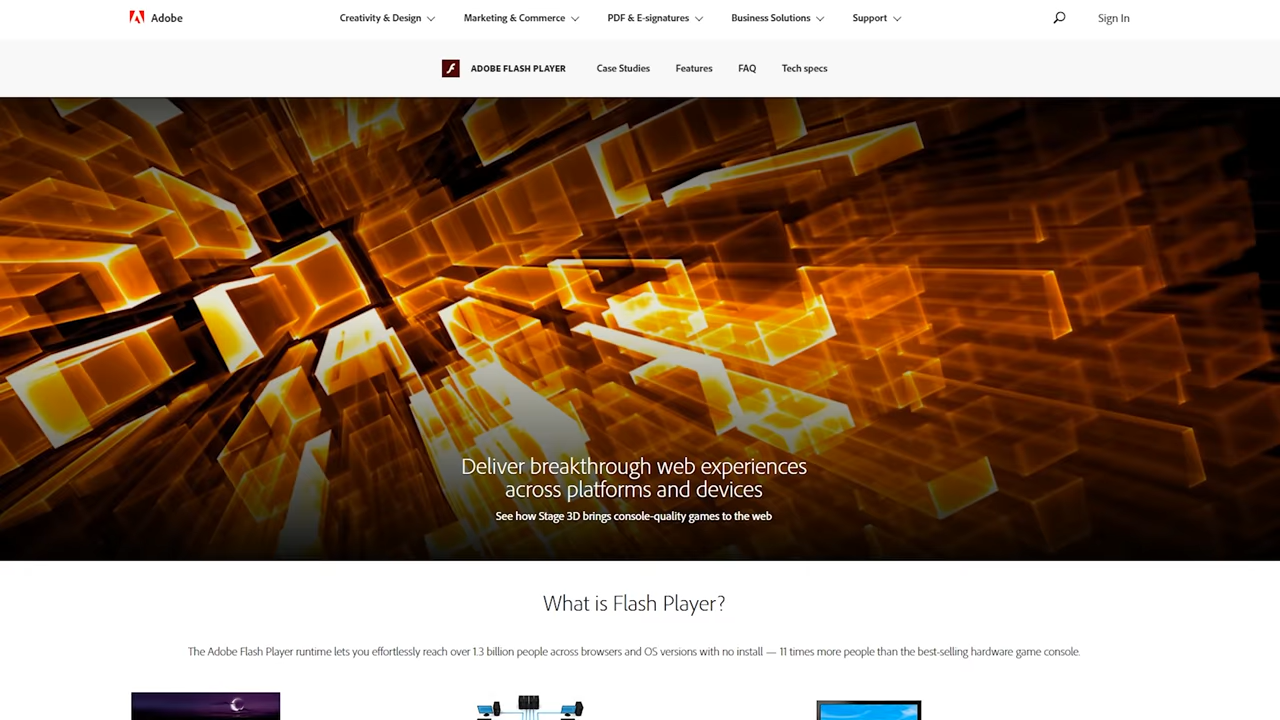 Adobe
Creativity & Design
Marketing & Commerce
PDF & E-signatures
Business Solutions
Support
Sign In
ADOBE FLASH PLAYER
Case Studies
Features
FAQ
Tech specs
Deliver breakthrough web experiences
across platforms and devices
See how Stage 3D brings console-quality games to the web
What is Flash Player?
The Adobe Flash Player runtime lets you effortlessly reach over 1.3 billion people across browsers and OS versions with no install — 11 times more people than the best-selling hardware game console.